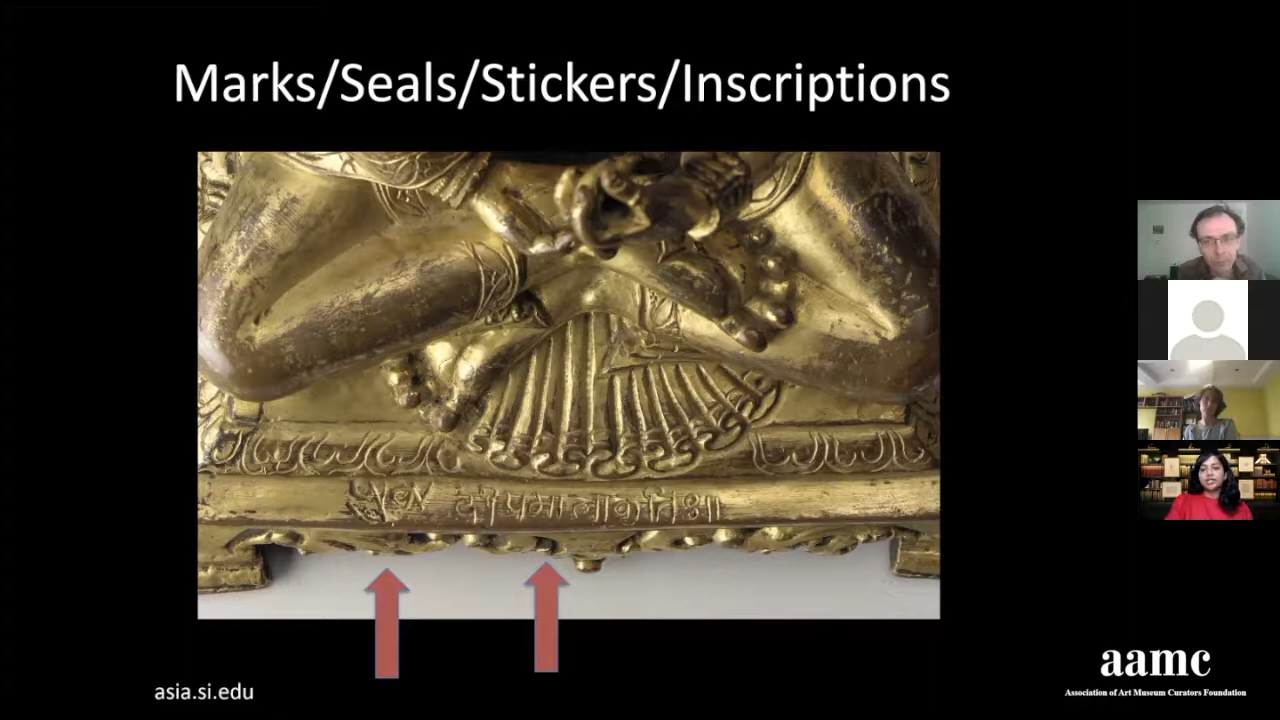 Marks/Seals/Stickers/Inscriptions
asia.si.edu
aamc
Association of Art Museum Curators Foundation